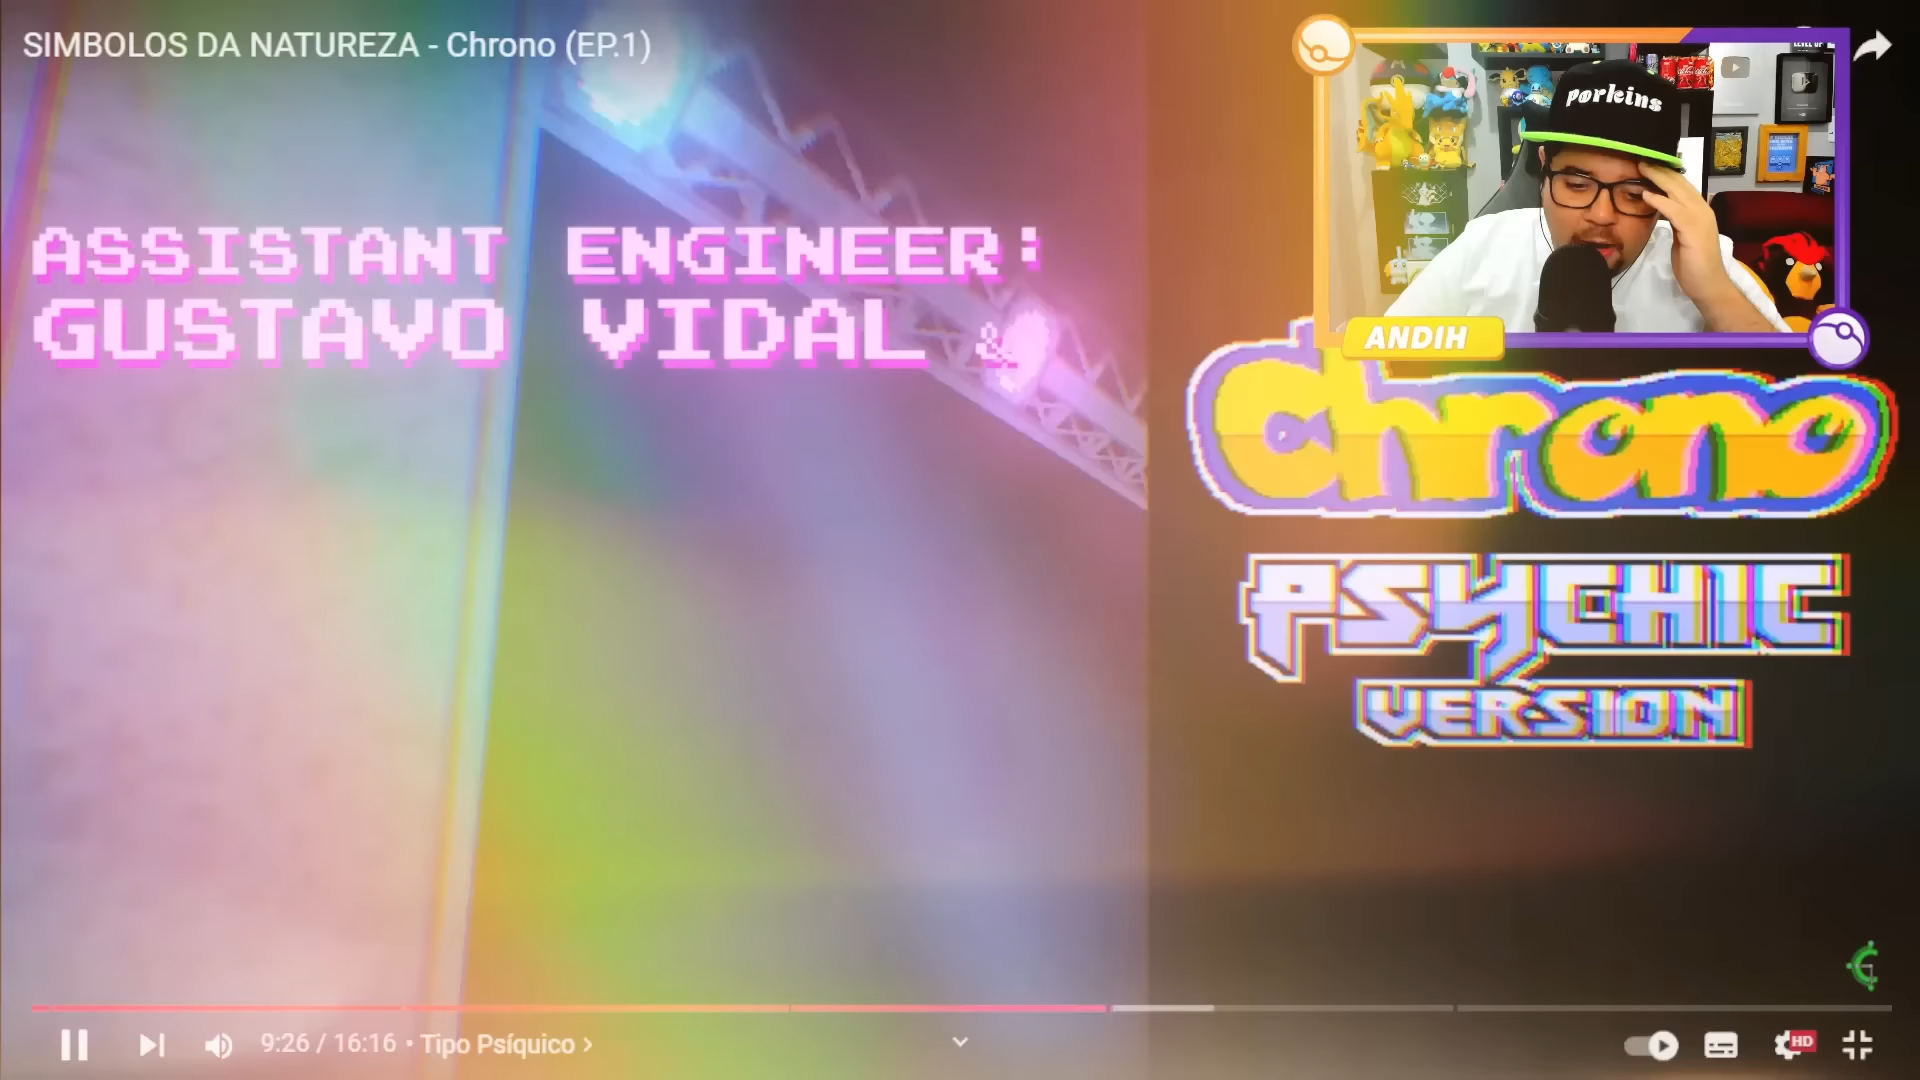 SIMBOLOS DA NATUREZA - Chrono (EP.1)
porkins
ASSISTANT ENGINEER:
GUSTAVO VIDAL &
ANDIH
Chrono
PSYCHIC
VERSION
9:26 / 16:16 • Tipo Psíquico ›
HD